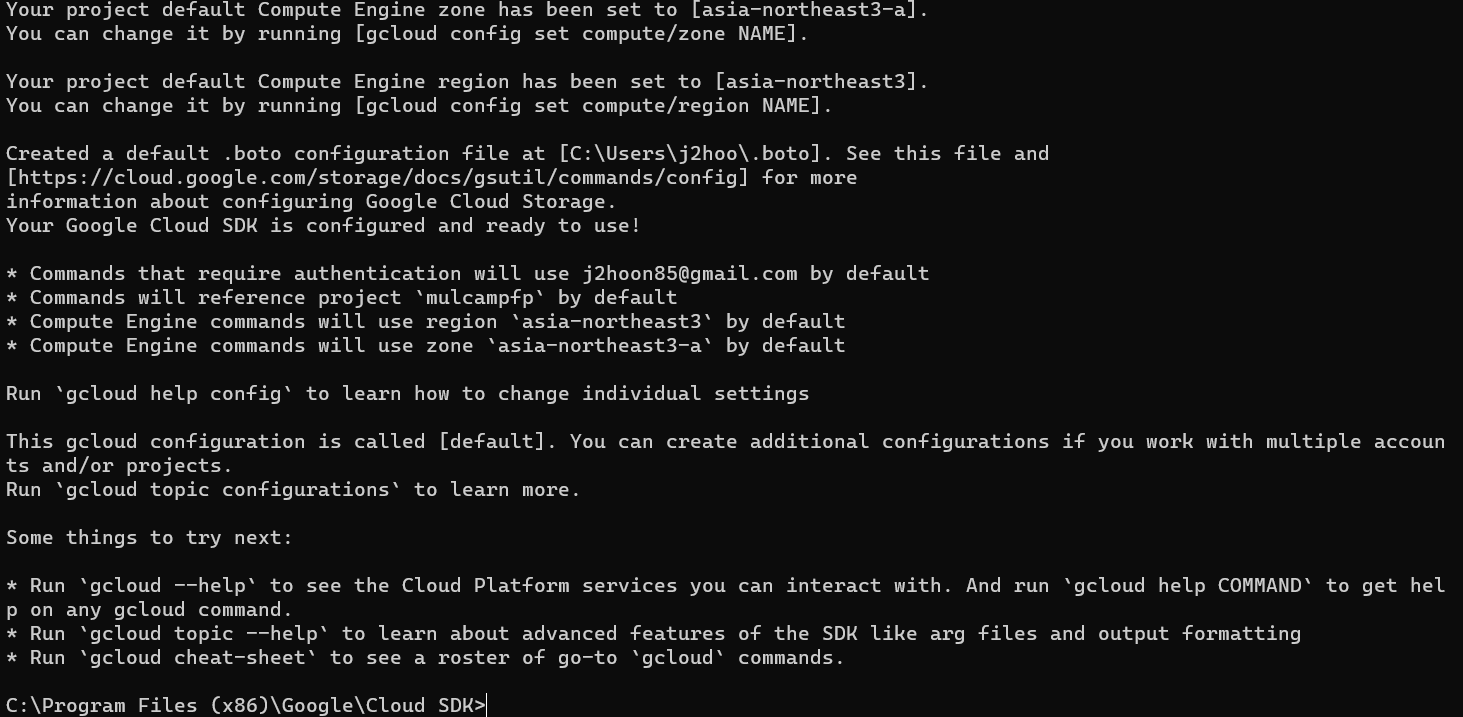 Your project default Compute Engine zone has been set to [asia-northeast3-a].
You can change it by running [gcloud config set compute/zone NAME].
Your project default Compute Engine region has been set to [asia-northeast3].
You can change it by running [gcloud config set compute/region NAME].
Created a default .boto configuration file at [C:\Users\j2hoo\.boto]. See this file and
[https://cloud.google.com/storage/docs/gsutil/commands/config] for more
information about configuring Google Cloud Storage.
Your Google Cloud SDK is configured and ready to use!
* Commands that require authentication will use j2hoon85@gmail.com by default
* Commands will reference project `mulcampfp` by default
* Compute Engine commands will use region `asia-northeast3` by default
* Compute Engine commands will use zone `asia-northeast3-a` by default
Run `gcloud help config` to learn how to change individual settings
This gcloud configuration is called [default]. You can create additional configurations if you work with multiple accoun
ts and/or projects.
Run `gcloud topic configurations` to learn more.
Some things to try next:
* Run `gcloud --help` to see the Cloud Platform services you can interact with. And run `gcloud help COMMAND` to get hel
p on any gcloud command.
* Run `gcloud topic --help` to learn about advanced features of the SDK like arg files and output formatting
* Run `gcloud cheat-sheet` to see a roster of go-to `gcloud` commands.
C:\Program Files (x86)\Google\Cloud SDK>